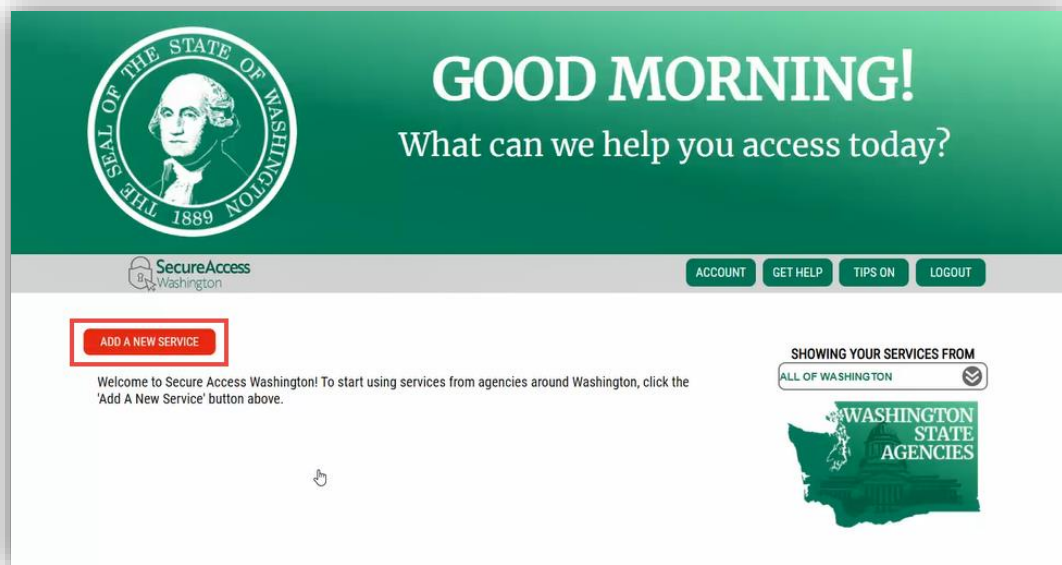 THE SEAL OF THE STATE OF WASHINGTON
1889
GOOD MORNING!
What can we help you access today?
SecureAccess
Washington
ACCOUNT
GET HELP
TIPS ON
LOGOUT
ADD A NEW SERVICE
Welcome to Secure Access Washington! To start using services from agencies around Washington, click the
'Add A New Service' button above.
SHOWING YOUR SERVICES FROM
ALL OF WASHINGTON
WASHINGTON
STATE
AGENCIES